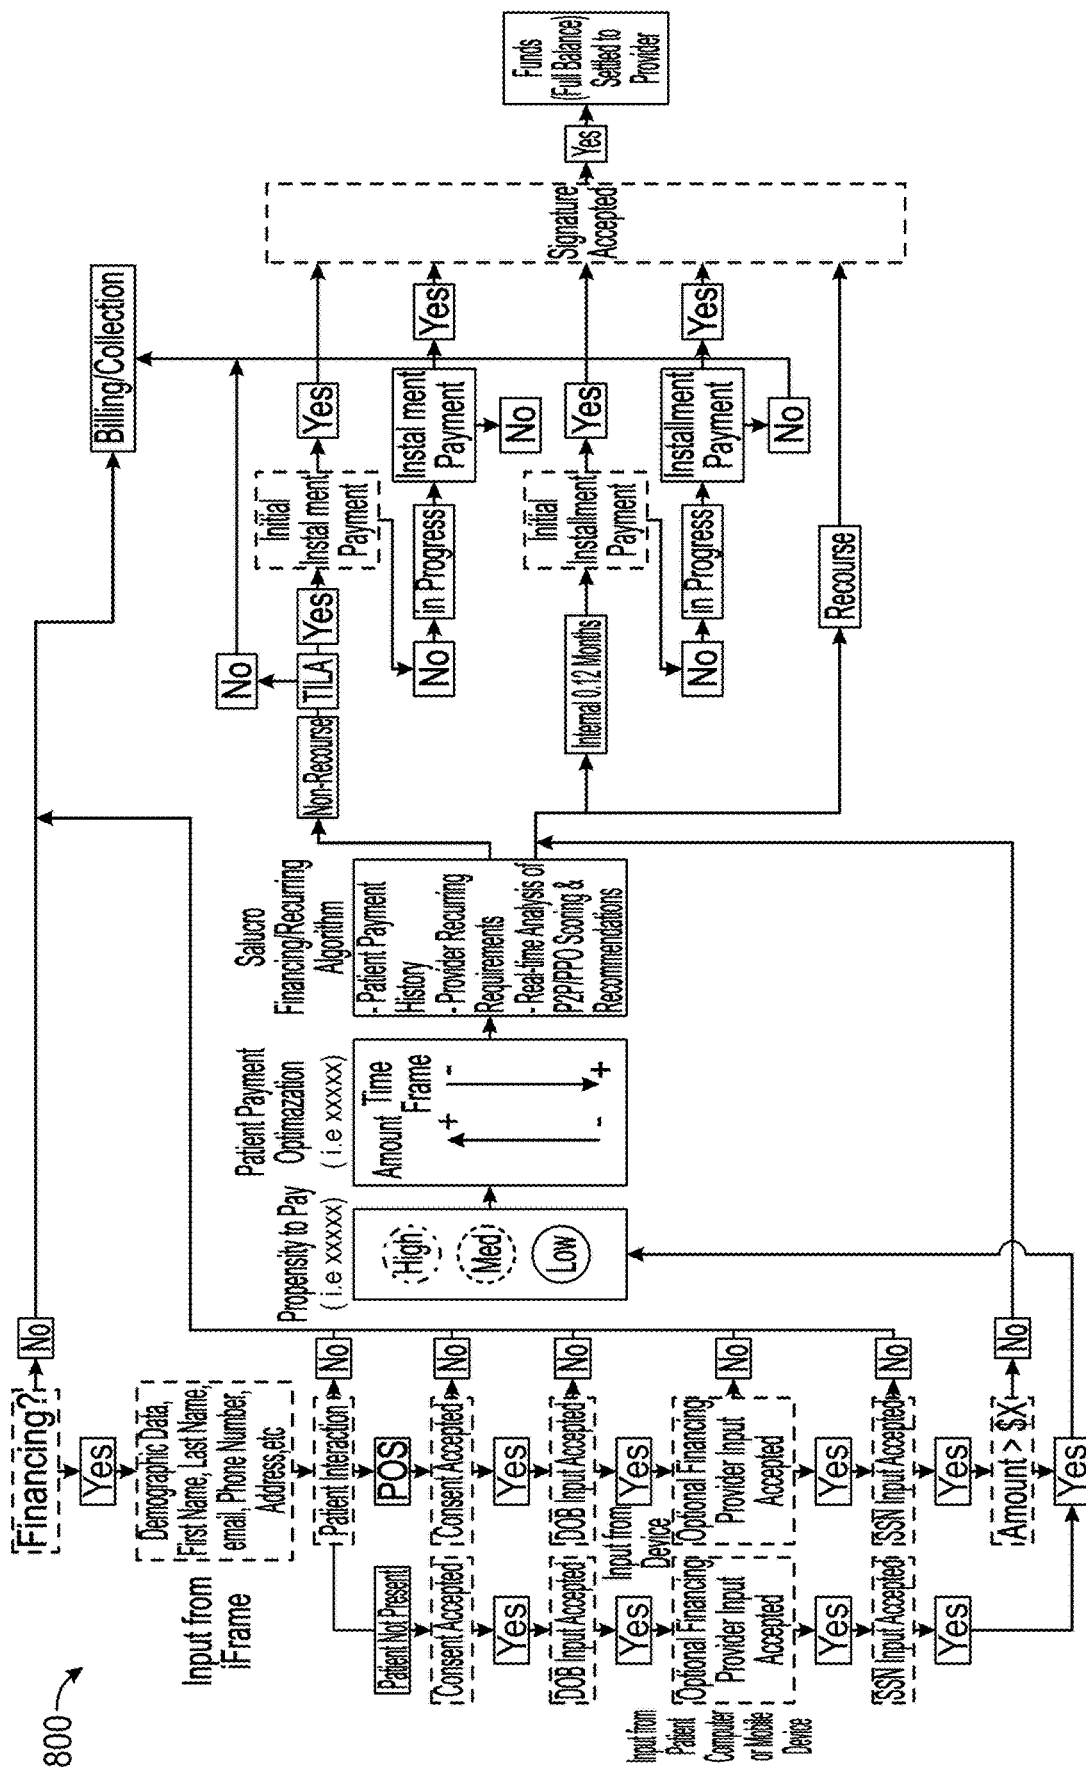 800
Financing?
No
Yes
Input from
iFrame
Demographic Data,
First Name, Last Name,
email, Phone Number,
Address,etc
Patient Interaction
No
Patient Not Present
POS
Consent Accepted
Consent Accepted
No
Yes
Yes
DOB Input Accepted
DOB Input Accepted
No
Yes
Yes
Input from
Device
Input from
Patient
Computer
or Mobile
Device
Optional Financing
Provider Input
Accepted
Optional Financing
Provider Input
Accepted
No
Yes
Yes
SSN Input Accepted
SSN Input Accepted
No
Yes
Yes
Amount > $X
No
Yes
Propensity to Pay
( i.e xxxxx)
High
Med
Low
Patient Payment
Optimazation
( i.e xxxxx)
Amount
Time
Frame
+
-
-
+
Salucro
Financing/Recurring
Algorithm
- Patient Payment
History
- Provider Recurring
Requirements
- Real-time Analysis of
P2P/PPO Scoring &
Recommendations
Billing/Collection
No
Non-Recourse
TILA
Yes
Initial
Instal ment
Payment
Yes
No
in Progress
Instal ment
Payment
Yes
No
Internal 0.12 Months
Initial
Installment
Payment
Yes
No
in Progress
Installment
Payment
Yes
No
Recourse
Signature
Accepted
Yes
Funds
(Full Balance)
Settled to
Provider